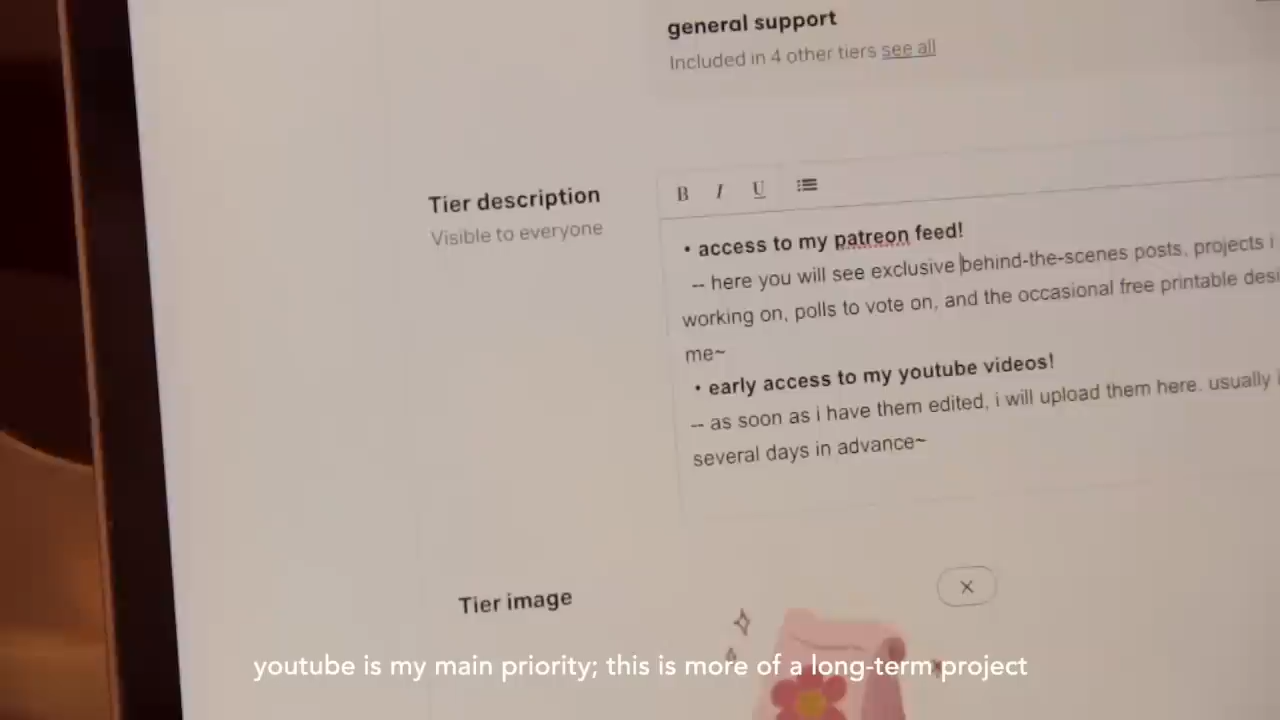 general support
Included in 4 other tiers see all
Tier description
Visible to everyone
B I U
• access to my patreon feed!
-- here you will see exclusive behind-the-scenes posts, projects i
working on, polls to vote on, and the occasional free printable desi
me~
• early access to my youtube videos!
-- as soon as i have them edited, i will upload them here. usually
several days in advance~
Tier image
youtube is my main priority; this is more of a long-term project